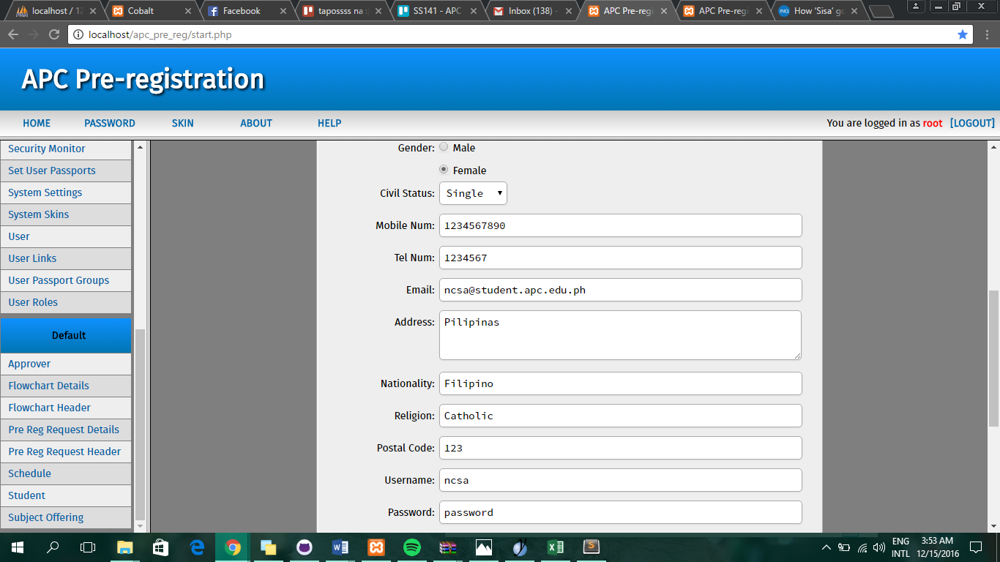 localhost / 12
Cobalt
Facebook
tapossss na :
SS141 - APC
Inbox (138) -
APC Pre-regi
APC Pre-regi
How ‘Sisa’ go
localhost/apc_pre_reg/start.php
APC Pre-registration
HOME PASSWORD SKIN ABOUT HELP You are logged in as root [LOGOUT]
Security Monitor
Set User Passports
System Settings
System Skins
User
User Links
User Passport Groups
User Roles
Default
Approver
Flowchart Details
Flowchart Header
Pre Reg Request Details
Pre Reg Request Header
Schedule
Student
Subject Offering
Gender: Male
Female
Civil Status: Single
Mobile Num: 1234567890
Tel Num: 1234567
Email: ncsa@student.apc.edu.ph
Address: Pilipinas
Nationality: Filipino
Religion: Catholic
Postal Code: 123
Username: ncsa
Password: password
ENG
INTL
3:53 AM
12/15/2016